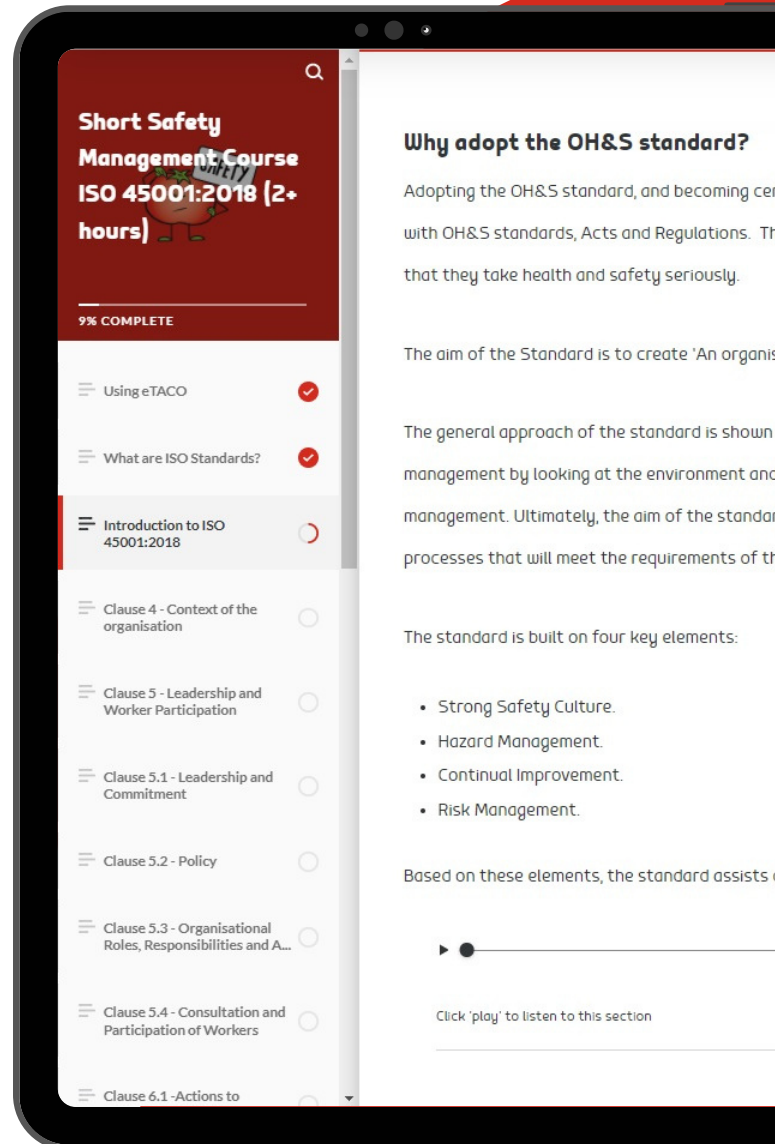 Short Safety
Management Course
ISO 45001:2018 (2+
hours)
SAFETY
9% COMPLETE
Using eTACO
What are ISO Standards?
Introduction to ISO
45001:2018
Clause 4 - Context of the
organisation
Clause 5 - Leadership and
Worker Participation
Clause 5.1 - Leadership and
Commitment
Clause 5.2 - Policy
Clause 5.3 - Organisational
Roles, Responsibilities and A...
Clause 5.4 - Consultation and
Participation of Workers
Clause 6.1 -Actions to
Why adopt the OH&S standard?
Adopting the OH&S standard, and becoming cer
with OH&S standards, Acts and Regulations. Th
that they take health and safety seriously.
The aim of the Standard is to create 'An organis
The general approach of the standard is shown
management by looking at the environment and
management. Ultimately, the aim of the standar
processes that will meet the requirements of th
The standard is built on four key elements:
• Strong Safety Culture.
• Hazard Management.
• Continual Improvement.
• Risk Management.
Based on these elements, the standard assists
Click 'play' to listen to this section